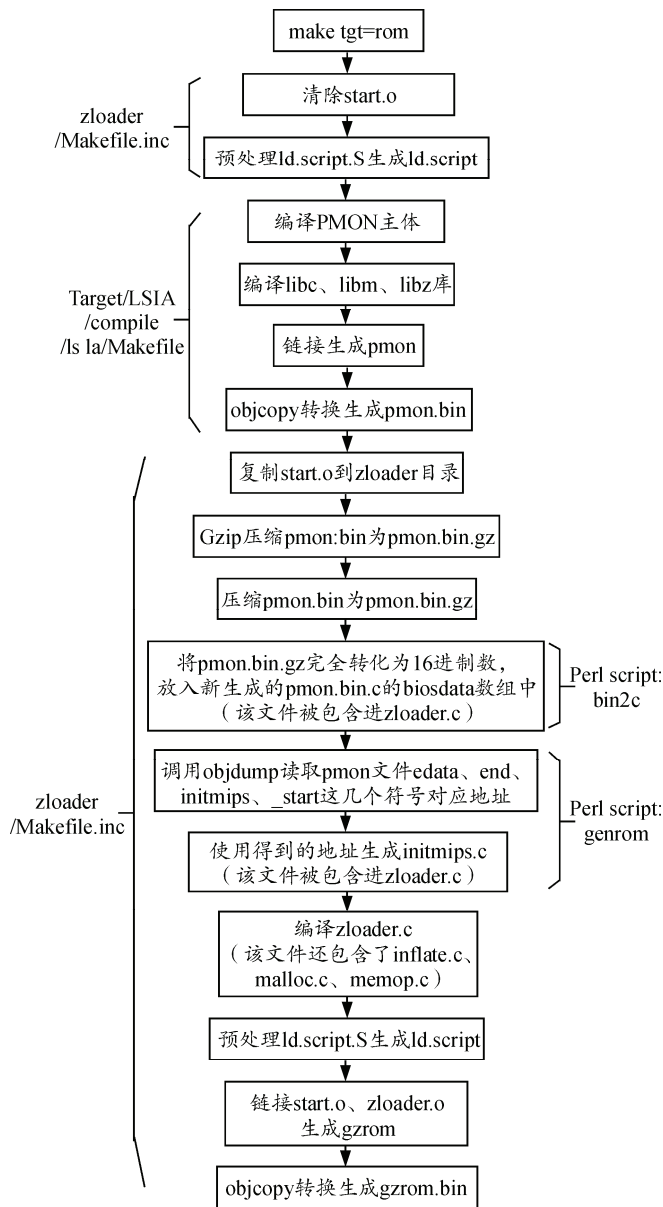 make tgt=rom
清除start.o
zloader
/Makefile.inc
预处理ld.script.S生成ld.script
编译PMON主体
编译libc、libm、libz库
Target/LSIA
/compile
/ls la/Makefile
链接生成pmon
objcopy转换生成pmon.bin
复制start.o到zloader目录
Gzip压缩pmon:bin为pmon.bin.gz
压缩pmon.bin为pmon.bin.gz
将pmon.bin.gz完全转化为16进制数，
放入新生成的pmon.bin.c的biosdata数组中
（该文件被包含进zloader.c）
Perl script:
bin2c
调用objdump读取pmon文件edata、end、
initmips、_start这几个符号对应地址
使用得到的地址生成initmips.c
（该文件被包含进zloader.c）
Perl script:
genrom
zloader
/Makefile.inc
编译zloader.c
（该文件还包含了inflate.c、
malloc.c、memop.c）
预处理ld.script.S生成ld.script
链接start.o、zloader.o
生成gzrom
objcopy转换生成gzrom.bin